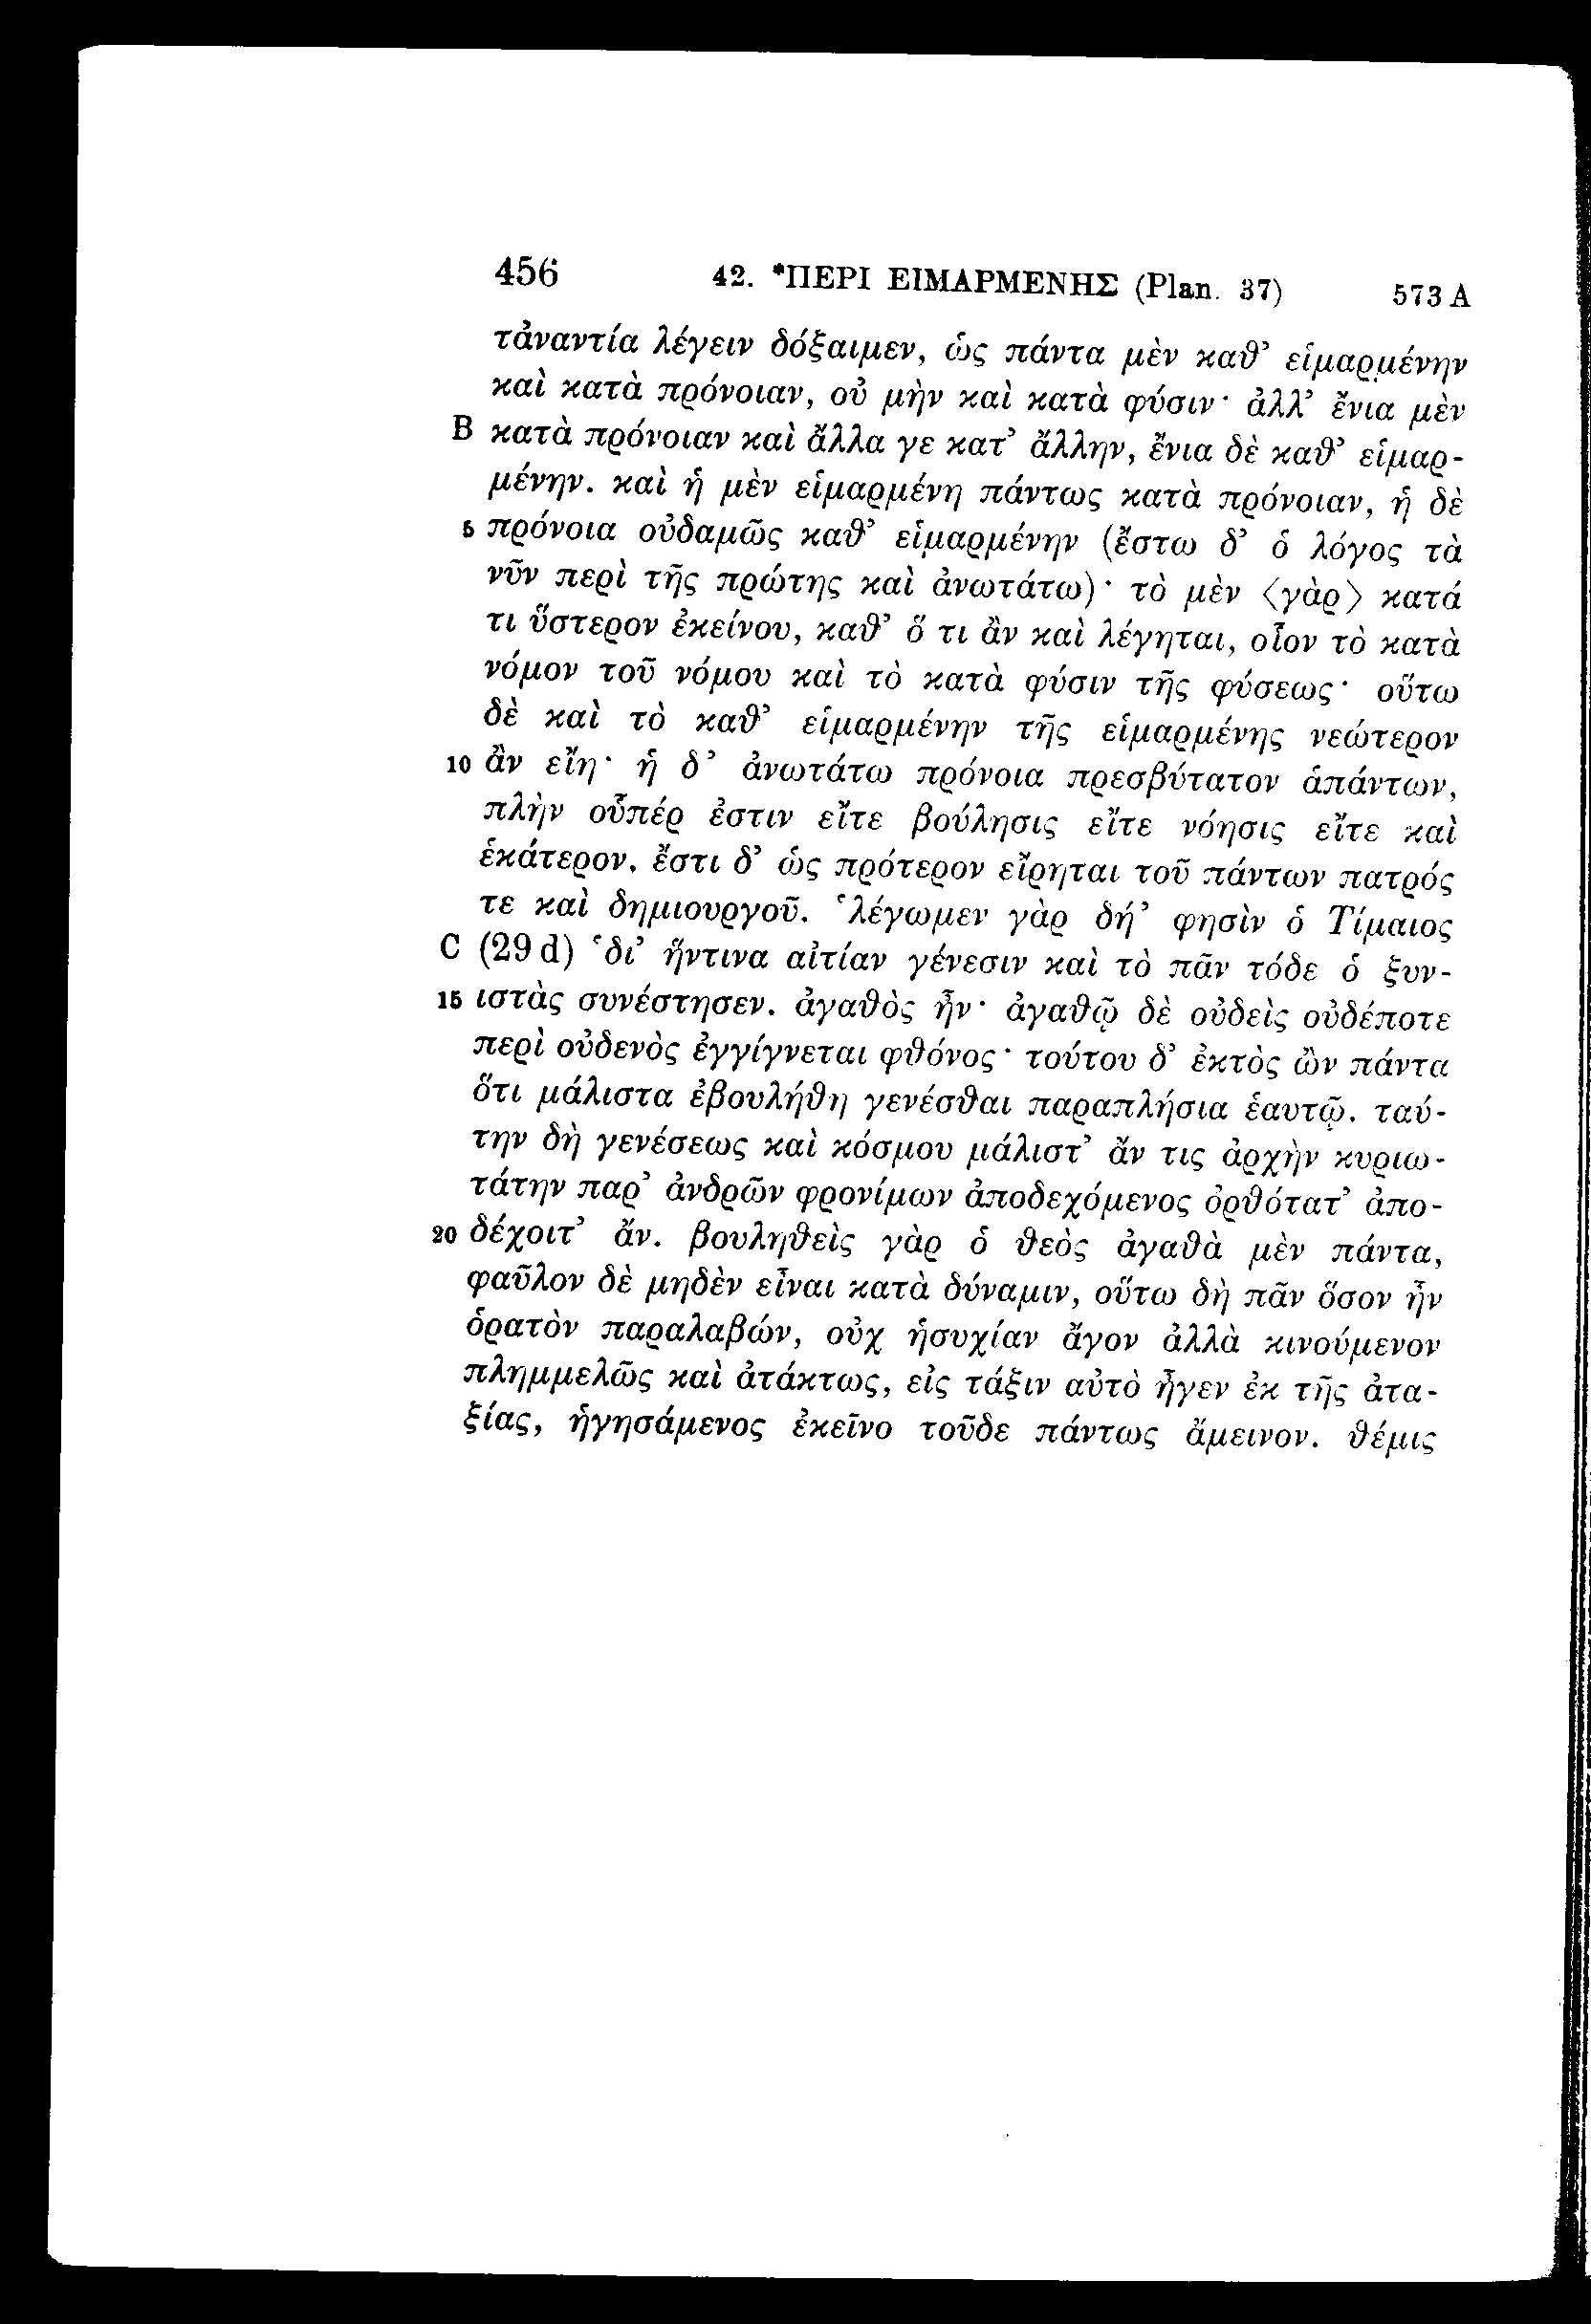 456 42. *ΠΕΡΙ ΕΙΜΑΡΜΕΝΗΣ (Plan. 37) 573 A
τἀναντία λέγειν δόξαιμεν, ὡς πάντα μὲν καθ’ εἱμαρμένην
καὶ κατὰ πρόνοιαν, οὐ μὴν καὶ κατὰ φύσιν· ἀλλ’ ἔνια μὲν
B κατὰ πρόνοιαν καὶ ἄλλα γε κατ’ ἄλλην, ἔνια δὲ καθ’ εἱμαρ-
μένην. καὶ ἡ μὲν εἱμαρμένη πάντως κατὰ πρόνοιαν, ἡ δὲ
5 πρόνοια οὐδαμῶς καθ’ εἱμαρμένην (ἔστω δ’ ὁ λόγος τὰ
νῦν περὶ τῆς πρώτης καὶ ἀνωτάτω)· τὸ μὲν ⟨γὰρ⟩ κατά
τι ὕστερον ἐκείνου, καθ’ ὅ τι ἂν καὶ λέγηται, οἷον τὸ κατὰ
νόμον τοῦ νόμου καὶ τὸ κατὰ φύσιν τῆς φύσεως· οὕτω
δὲ καὶ τὸ καθ’ εἱμαρμένην τῆς εἱμαρμένης νεώτερον
10 ἂν εἴη· ἡ δ’ ἀνωτάτω πρόνοια πρεσβύτατον ἁπάντων,
πλὴν οὗπέρ ἐστιν εἴτε βούλησις εἴτε νόησις εἴτε καὶ
ἑκάτερον. ἔστι δ’ ὡς πρότερον εἴρηται τοῦ πάντων πατρός
τε καὶ δημιουργοῦ. ‘λέγωμεν γὰρ δή’ φησὶν ὁ Τίμαιος
C (29 d) ‘δι’ ἥντινα αἰτίαν γένεσιν καὶ τὸ πᾶν τόδε ὁ ξυν-
15 ιστὰς συνέστησεν. ἀγαθὸς ἦν· ἀγαθῷ δὲ οὐδεὶς οὐδέποτε
περὶ οὐδενὸς ἐγγίγνεται φθόνος· τούτου δ’ ἐκτὸς ὢν πάντα
ὅτι μάλιστα ἐβουλήθη γενέσθαι παραπλήσια ἑαυτῷ. ταύ-
την δὴ γενέσεως καὶ κόσμου μάλιστ’ ἄν τις ἀρχὴν κυριω-
τάτην παρ’ ἀνδρῶν φρονίμων ἀποδεχόμενος ὀρθότατ’ ἀπο-
20 δέχοιτ’ ἄν. βουληθεὶς γὰρ ὁ θεὸς ἀγαθὰ μὲν πάντα,
φαῦλον δὲ μηδὲν εἶναι κατὰ δύναμιν, οὕτω δὴ πᾶν ὅσον ἦν
ὁρατὸν παραλαβών, οὐχ ἡσυχίαν ἄγον ἀλλὰ κινούμενον
πλημμελῶς καὶ ἀτάκτως, εἰς τάξιν αὐτὸ ἦγεν ἐκ τῆς ἀτα-
ξίας, ἡγησάμενος ἐκεῖνο τοῦδε πάντως ἄμεινον. θέμις